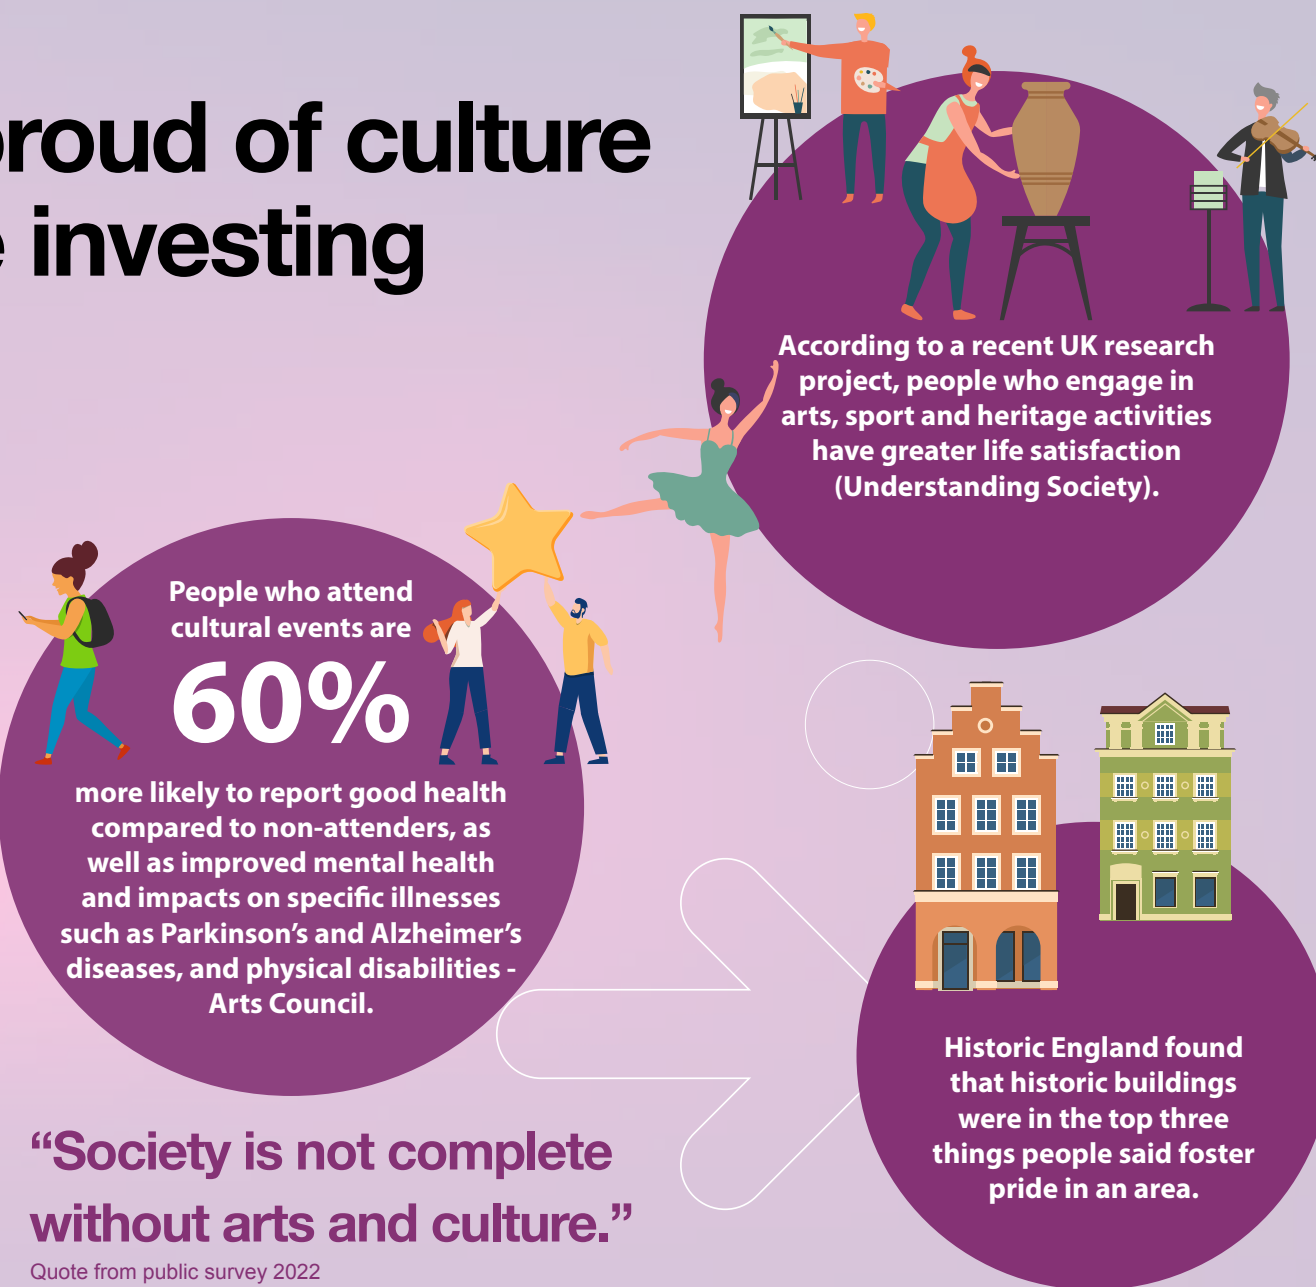 proud of culture
e investing
According to a recent UK research
project, people who engage in
arts, sport and heritage activities
have greater life satisfaction
(Understanding Society).
People who attend
cultural events are
60%
more likely to report good health
compared to non-attenders, as
well as improved mental health
and impacts on specific illnesses
such as Parkinson’s and Alzheimer’s
diseases, and physical disabilities -
Arts Council.
Historic England found
that historic buildings
were in the top three
things people said foster
pride in an area.
“Society is not complete
without arts and culture.”
Quote from public survey 2022